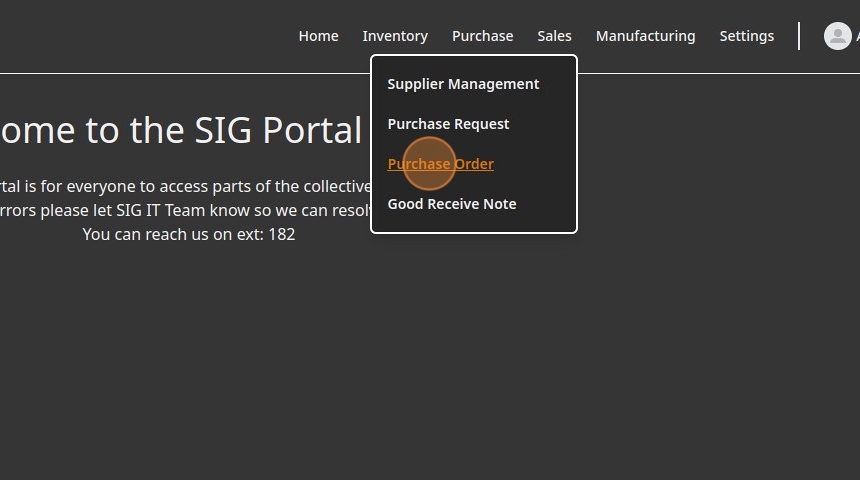 Home Inventory Purchase Sales Manufacturing Settings
Supplier Management
Purchase Request
Purchase Order
Good Receive Note
ome to the SIG Portal
rtal is for everyone to access parts of the collective
rrors please let SIG IT Team know so we can resol
You can reach us on ext: 182